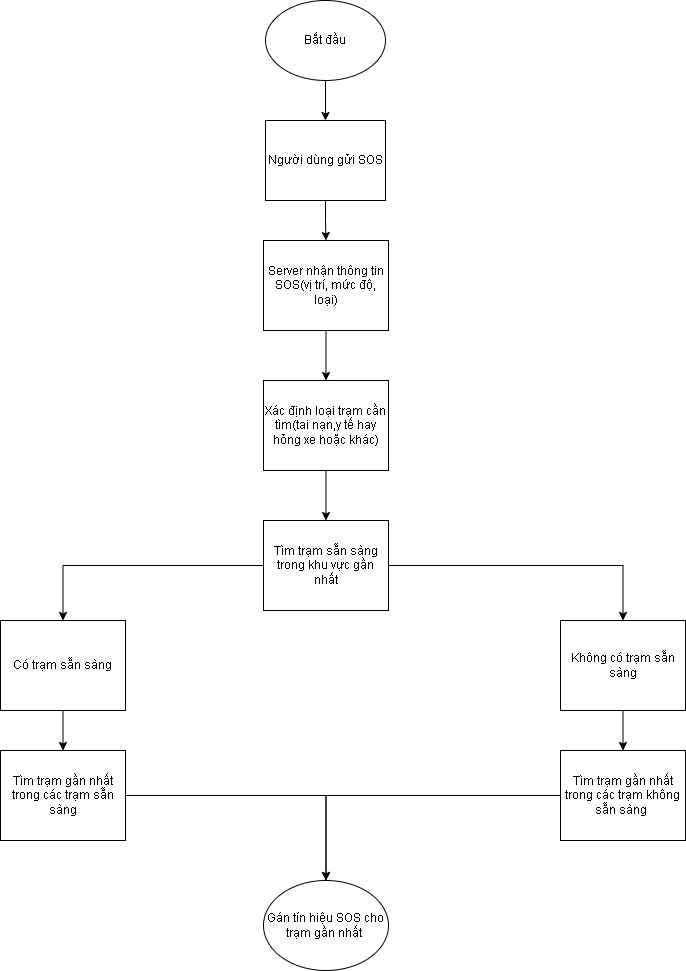 Bắt đầu
Người dùng gửi SOS
Server nhận thông tin
SOS(vị trí, mức độ,
loại)
Xác định loại trạm cần
tìm(tai nạn,y tế hay
hỏng xe hoặc khác)
Tìm trạm sẵn sàng
trong khu vực gần
nhất
Có trạm sẵn sàng
Không có trạm sẵn
sàng
Tìm trạm gần nhất
trong các trạm sẵn
sàng
Tìm trạm gần nhất
trong các trạm không
sẵn sàng
Gán tín hiệu SOS cho
trạm gần nhất